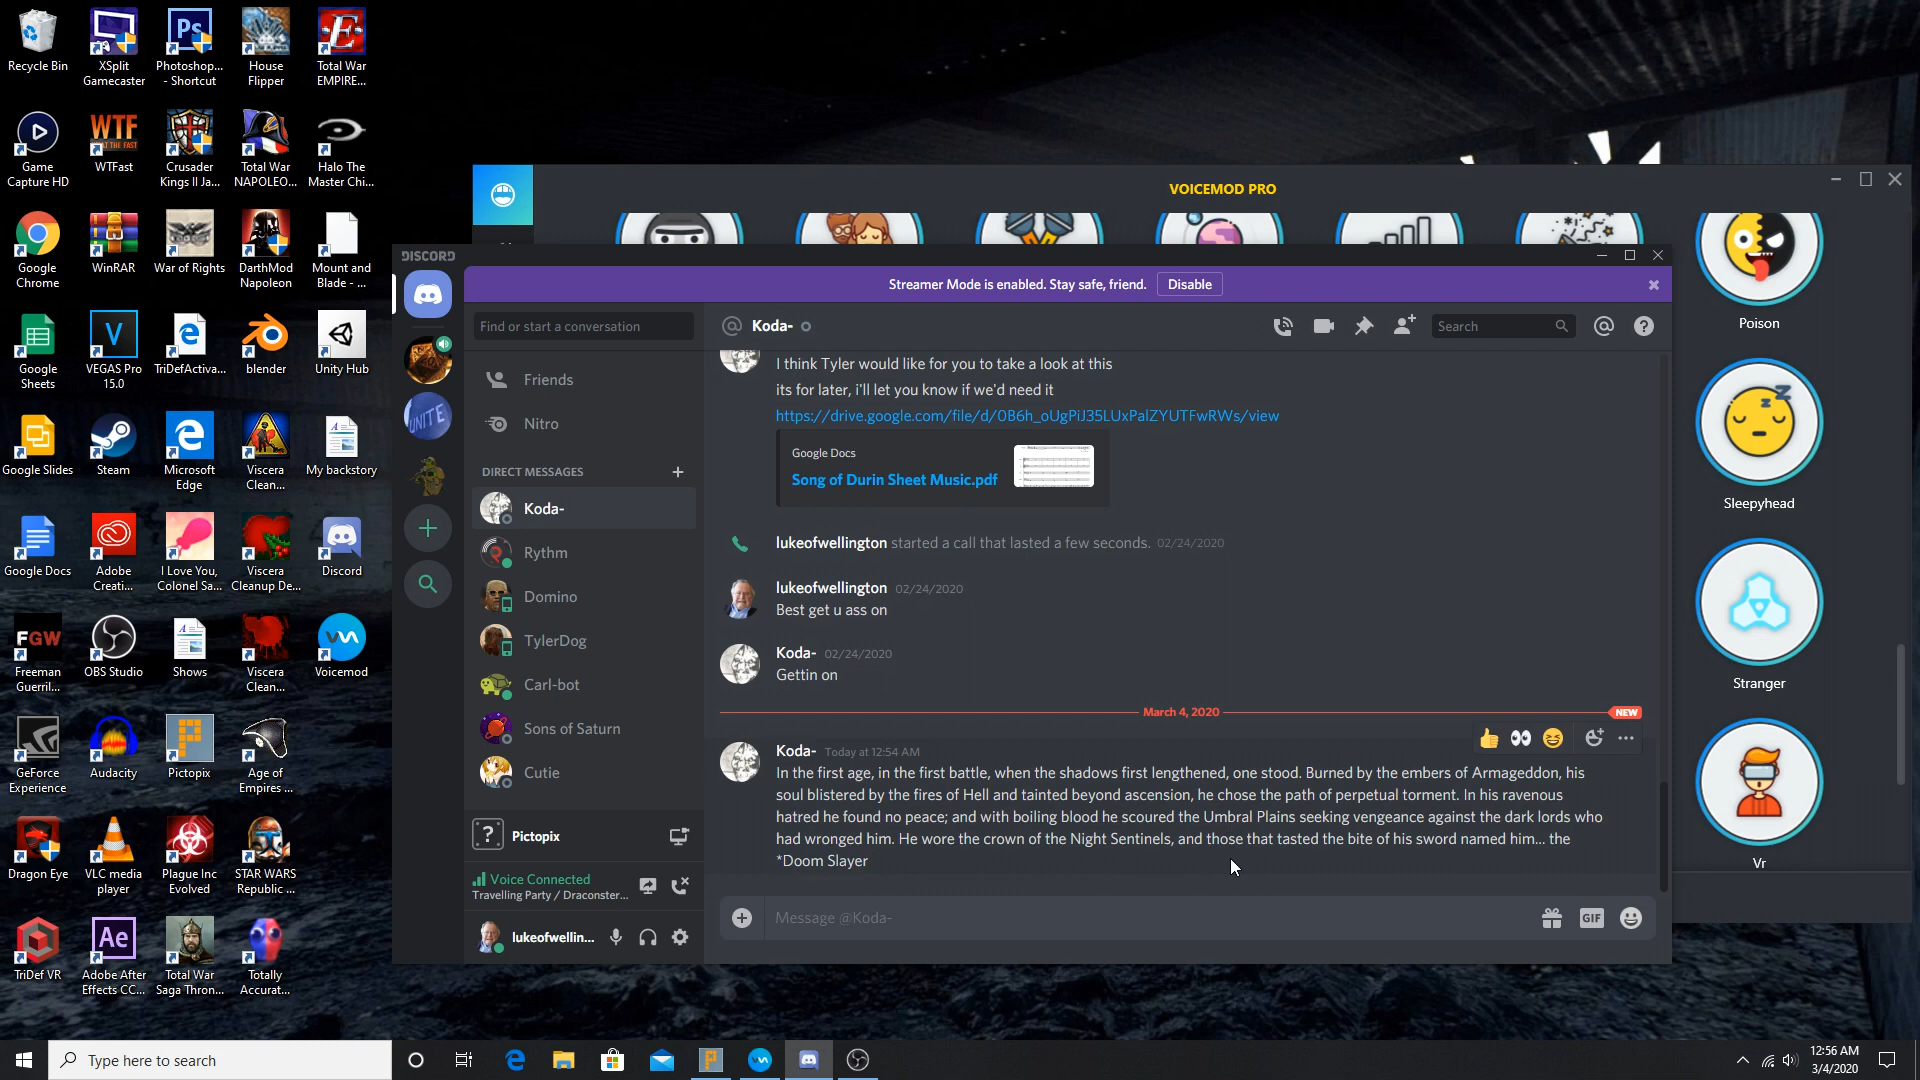 Recycle Bin
XSplit
Gamecaster
Photoshop...
- Shortcut
House
Flipper
Total War
EMPIRE...
Game
Capture HD
WTFast
Crusader
Kings II Ja...
Total War
NAPOLEO...
Halo The
Master Chi...
Google
Chrome
WinRAR
War of Rights
DarthMod
Napoleon
Mount and
Blade - ...
Google
Sheets
VEGAS Pro
15.0
TriDefActiva...
blender
Unity Hub
Google Slides
Steam
Microsoft
Edge
Viscera
Clean...
My backstory
Google Docs
Adobe
Creati...
I Love You,
Colonel Sa...
Viscera
Cleanup De...
Discord
FGW
Freeman
Guerril...
OBS Studio
Shows
Viscera
Clean...
Voicemod
GeForce
Experience
Audacity
Pictopix
Age of
Empires ...
Dragon Eye
VLC media
player
Plague Inc
Evolved
STAR WARS
Republic ...
TriDef VR
Adobe After
Effects CC...
Total War
Saga Thron...
Totally
Accurat...
VOICEMOD PRO
Poison
Sleepyhead
Stranger
Vr
DISCORD
Streamer Mode is enabled. Stay safe, friend.
Disable
Find or start a conversation
Koda-
Search
Friends
Nitro
DIRECT MESSAGES
Koda-
Rythm
Domino
TylerDog
Carl-bot
Sons of Saturn
Cutie
UNITE
Pictopix
Voice Connected
Travelling Party / Draconster...
lukeofwellin...
I think Tyler would like for you to take a look at this
its for later, i'll let you know if we'd need it
https://drive.google.com/file/d/0B6h_oUgPiJ35LUxPalZYUTFwRWs/view
Google Docs
Song of Durin Sheet Music.pdf
lukeofwellington started a call that lasted a few seconds. 02/24/2020
lukeofwellington 02/24/2020
Best get u ass on
Koda- 02/24/2020
Gettin on
March 4, 2020
NEW
Koda- Today at 12:54 AM
In the first age, in the first battle, when the shadows first lengthened, one stood. Burned by the embers of Armageddon, his
soul blistered by the fires of Hell and tainted beyond ascension, he chose the path of perpetual torment. In his ravenous
hatred he found no peace; and with boiling blood he scoured the Umbral Plains seeking vengeance against the dark lords who
had wronged him. He wore the crown of the Night Sentinels, and those that tasted the bite of his sword named him... the
*Doom Slayer
Message @Koda-
GIF
Type here to search
12:56 AM
3/4/2020